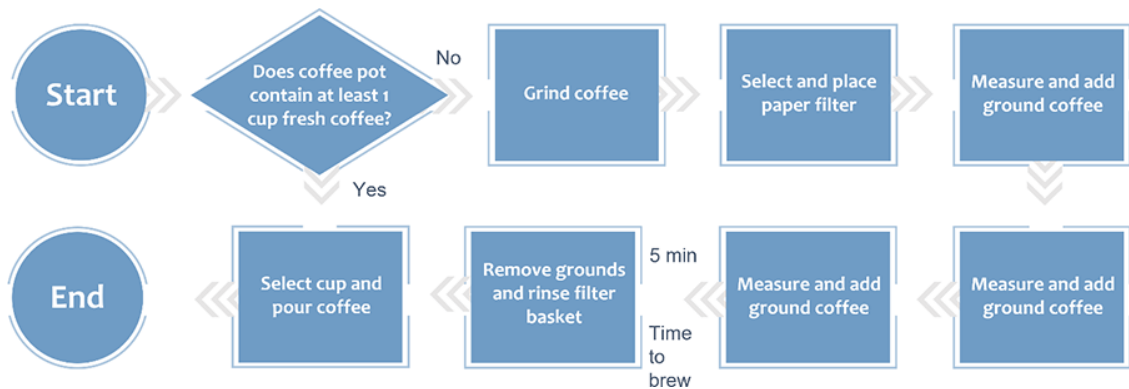 Start
Does coffee pot
contain at least 1
cup fresh coffee?
No
Grind coffee
Select and place
paper filter
Measure and add
ground coffee
Yes
End
Select cup and
pour coffee
Remove grounds
and rinse filter
basket
5 min
Time
to
brew
Measure and add
ground coffee
Measure and add
ground coffee